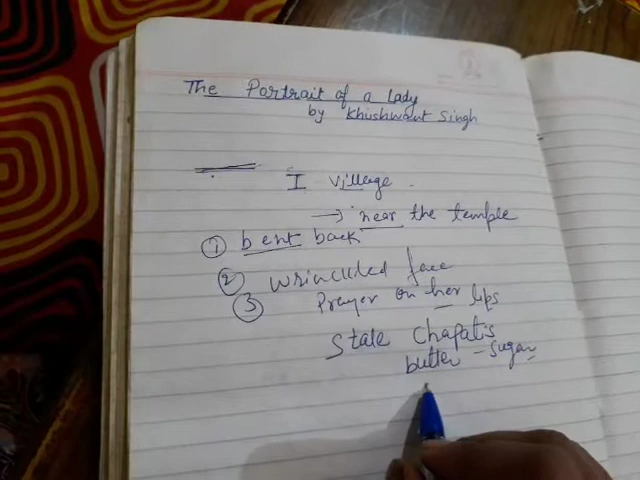 The Portrait of a Lady
by Khushwant Singh
I village.
→ near the temple
① bent back
② wrinckled face
③ Prayer on her lips
Stale Chapatis
butter - sugar